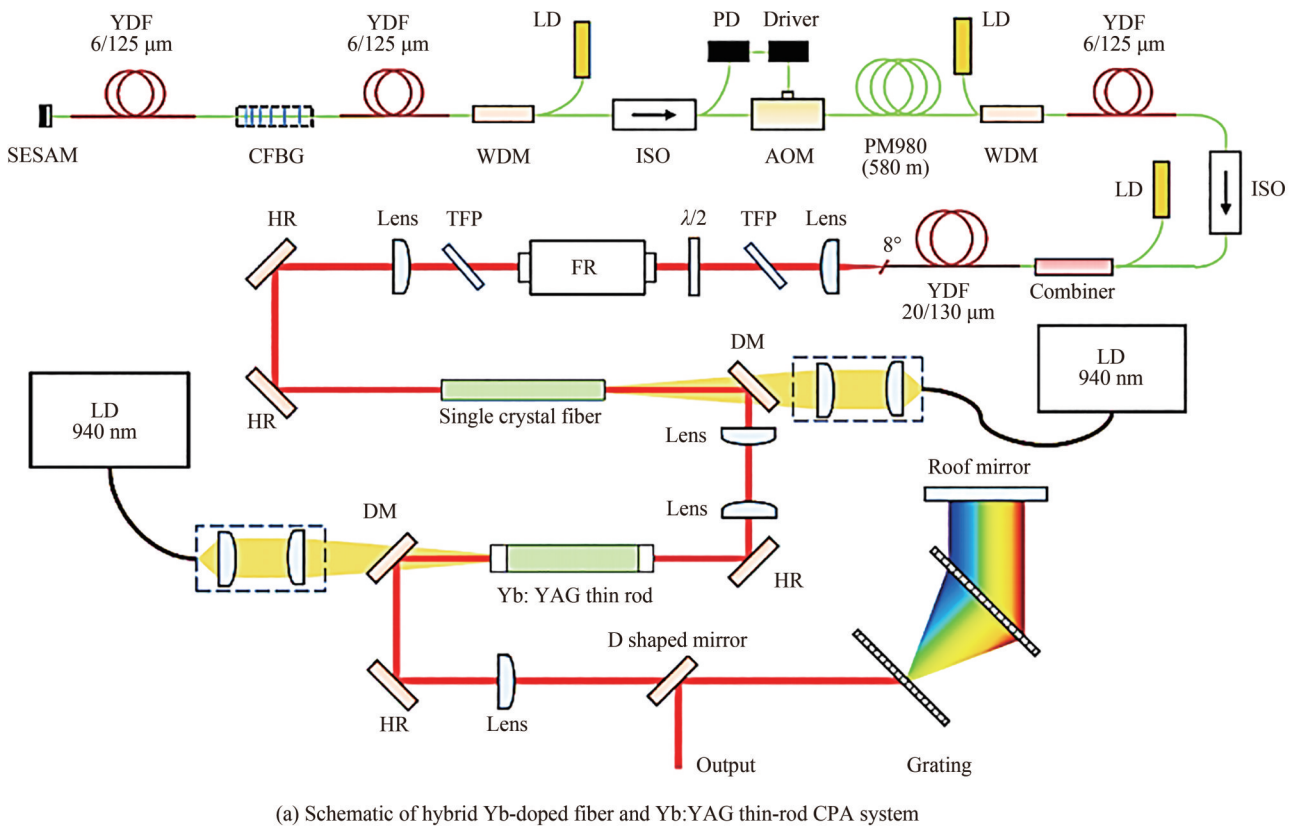 YDF
6/125 μm
YDF
6/125 μm
LD
PD
Driver
LD
YDF
6/125 μm
SESAM
CFBG
WDM
ISO
AOM
PM980
(580 m)
WDM
LD
ISO
HR
Lens
TFP
FR
λ/2
TFP
Lens
8°
YDF
20/130 μm
Combiner
DM
LD
940 nm
HR
Single crystal fiber
Lens
LD
940 nm
Lens
Roof mirror
DM
Yb: YAG thin rod
HR
D shaped mirror
HR
Lens
Output
Grating
(a) Schematic of hybrid Yb-doped fiber and Yb:YAG thin-rod CPA system